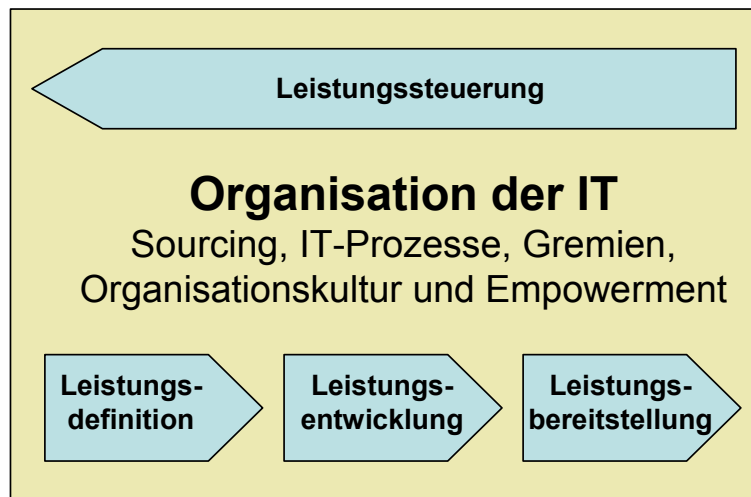 Leistungssteuerung
Organisation der IT
Sourcing, IT-Prozesse, Gremien,
Organisationskultur und Empowerment
Leistungs-
definition
Leistungs-
entwicklung
Leistungs-
bereitstellung